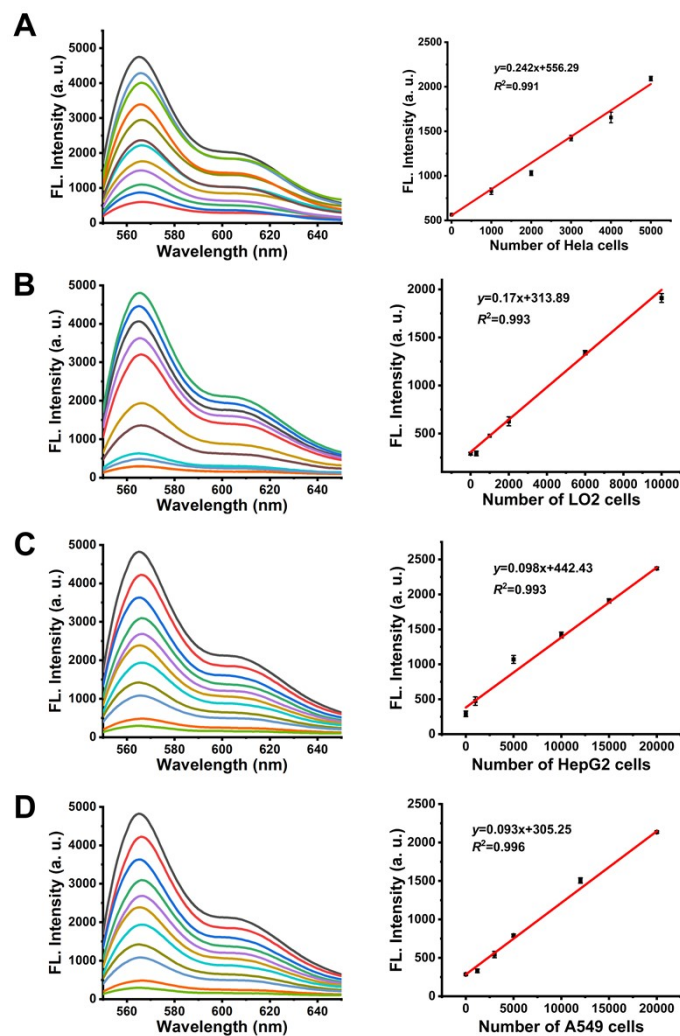 A
FL. Intensity (a. u.)
5000
4000
3000
2000
1000
0
560 580 600 620 640
Wavelength (nm)
FL. Intensity (a. u.)
2500
2000
1500
1000
500
y=0.242x+556.29
R²=0.991
0 1000 2000 3000 4000 5000
Number of Hela cells
B
FL. Intensity (a. u.)
5000
4000
3000
2000
1000
0
560 580 600 620 640
Wavelength (nm)
FL. Intensity (a. u.)
2000
1500
1000
500
y=0.17x+313.89
R²=0.993
0 2000 4000 6000 8000 10000
Number of LO2 cells
C
FL. Intensity (a. u.)
5000
4000
3000
2000
1000
0
560 580 600 620 640
Wavelength (nm)
FL. Intensity (a. u.)
2500
2000
1500
1000
500
0
y=0.098x+442.43
R²=0.993
0 5000 10000 15000 20000
Number of HepG2 cells
D
FL. Intensity (a. u.)
5000
4000
3000
2000
1000
0
560 580 600 620 640
Wavelength (nm)
FL. Intensity (a. u.)
2500
2000
1500
1000
500
0
y=0.093x+305.25
R²=0.996
0 5000 10000 15000 20000
Number of A549 cells